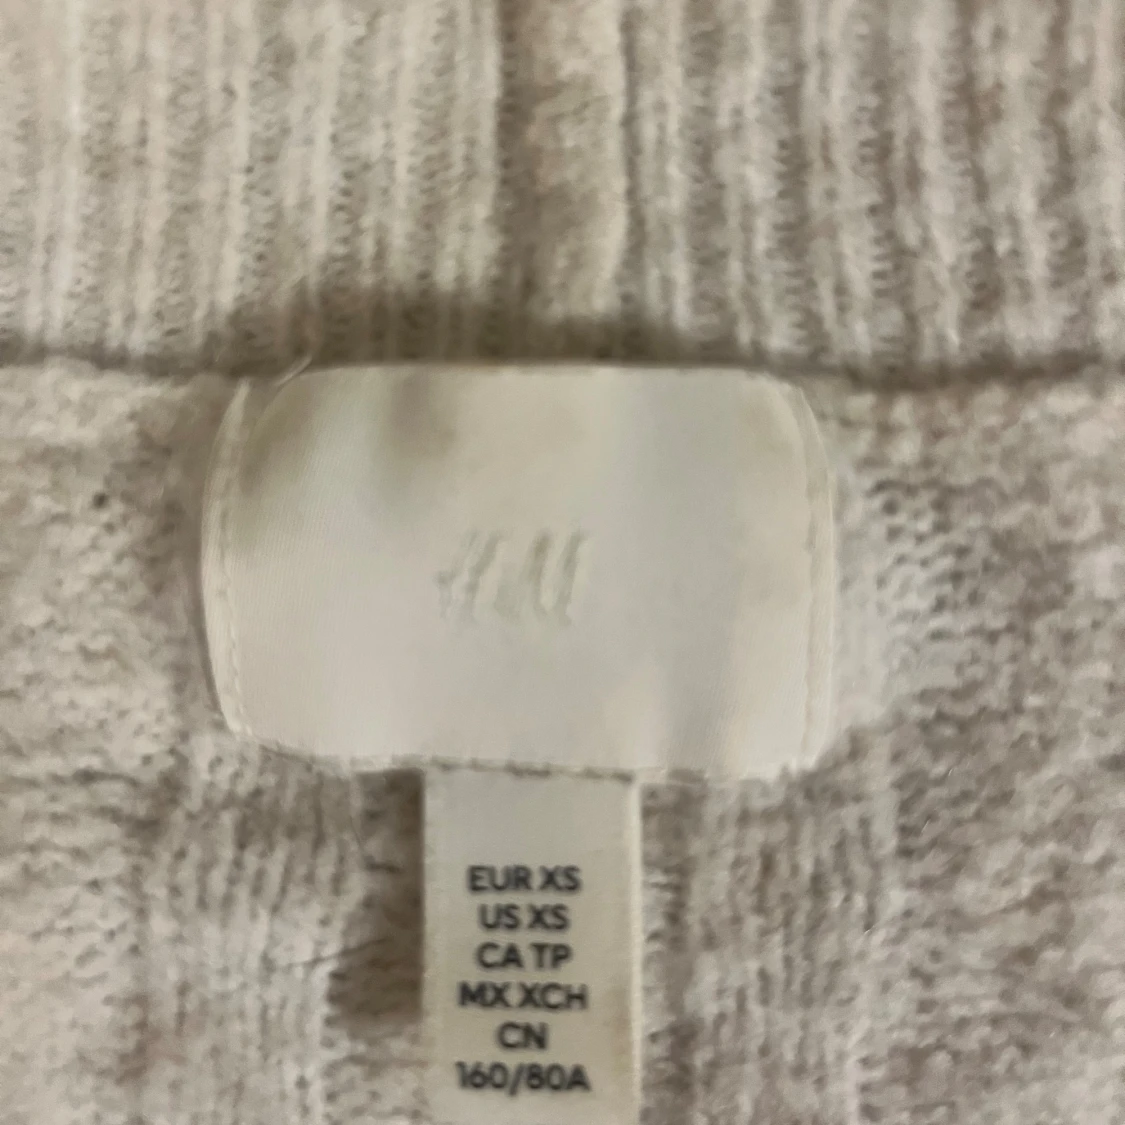 H&M
EUR XS
US XS
CA TP
MX XCH
CN
160/80A